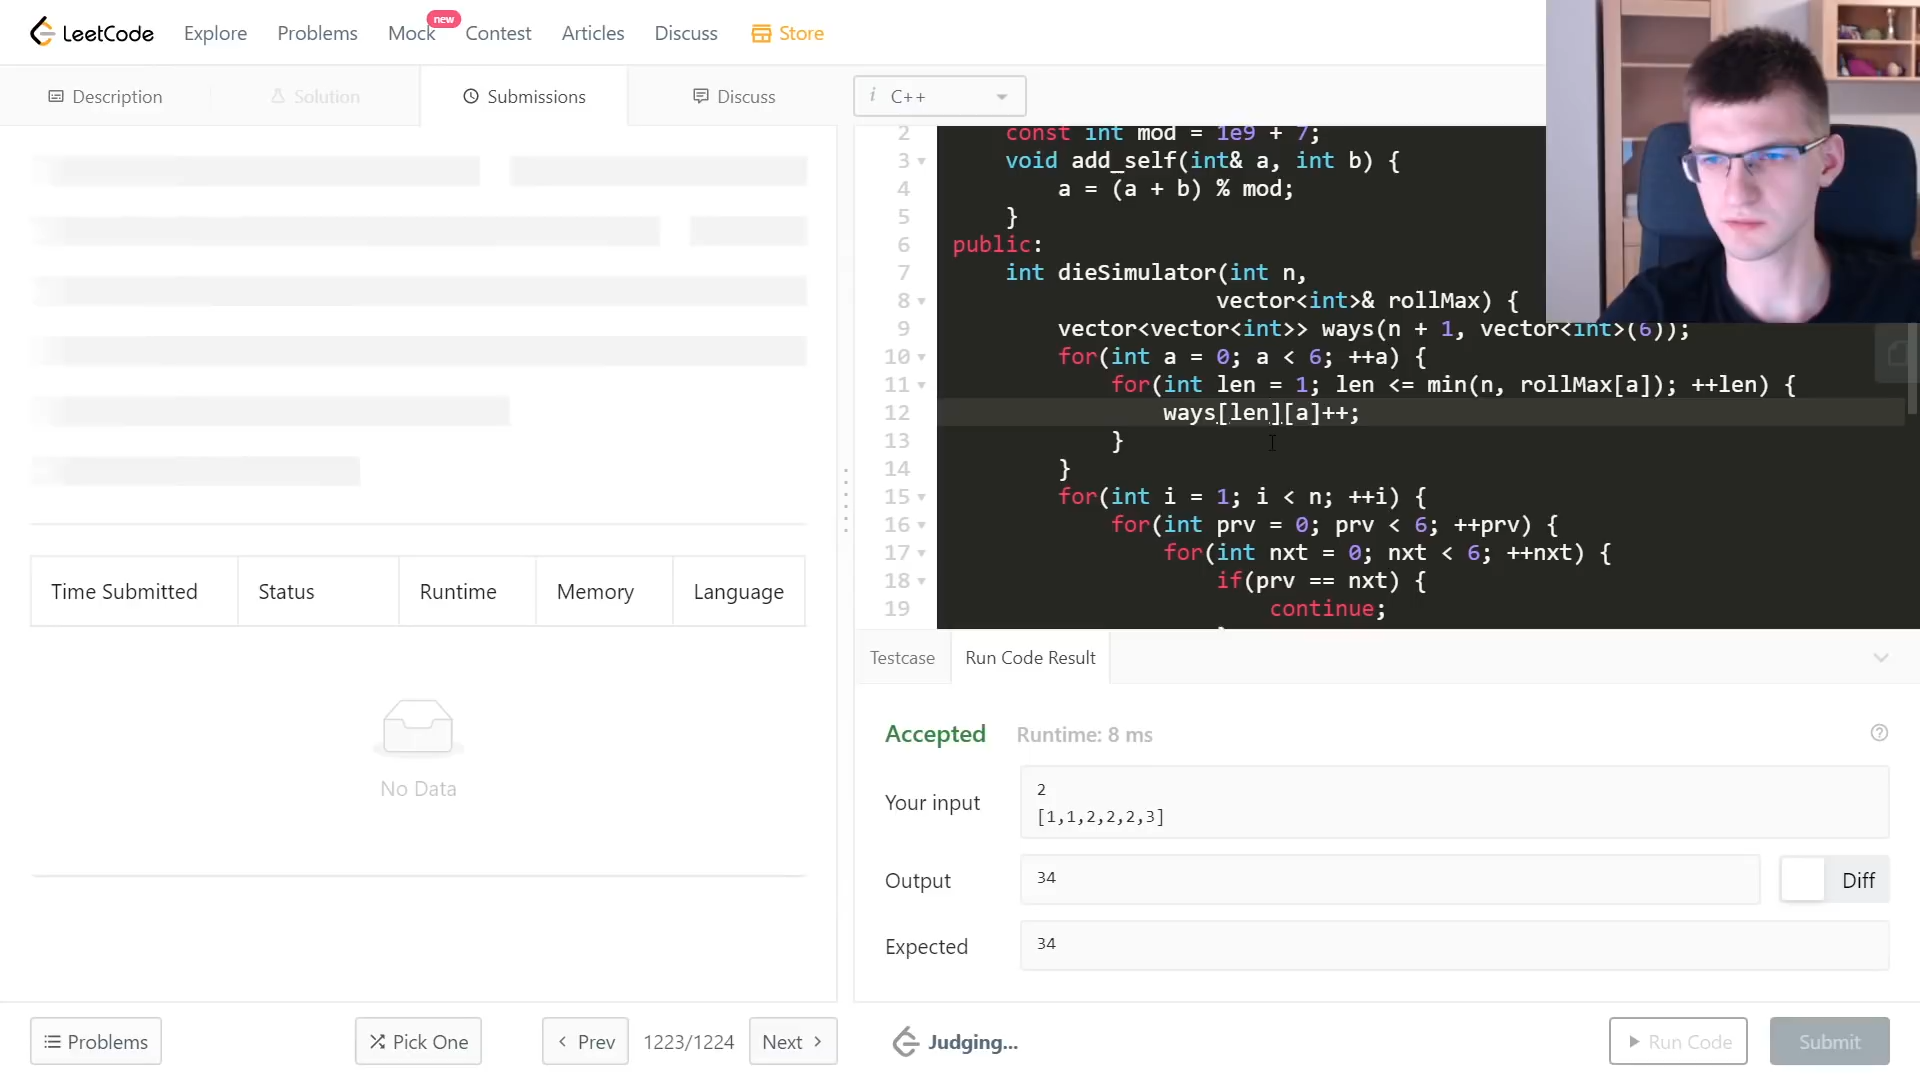 LeetCode
Explore
Problems
Mock
new
Contest
Articles
Discuss
Store
Description
Solution
Submissions
Discuss
i C++
2 const int mod = 1e9 + 7;
3 void add_self(int& a, int b) {
4 a = (a + b) % mod;
5 }
6 public:
7 int dieSimulator(int n,
8 vector<int>& rollMax) {
9 vector<vector<int>> ways(n + 1, vector<int>(6));
10 for(int a = 0; a < 6; ++a) {
11 for(int len = 1; len <= min(n, rollMax[a]); ++len) {
12 ways[len][a]++;
13 }
14 }
15 for(int i = 1; i < n; ++i) {
16 for(int prv = 0; prv < 6; ++prv) {
17 for(int nxt = 0; nxt < 6; ++nxt) {
18 if(prv == nxt) {
19 continue;
Time Submitted
Status
Runtime
Memory
Language
No Data
Testcase
Run Code Result
Accepted
Runtime: 8 ms
Your input
2
[1,1,2,2,2,3]
Output
34
Diff
Expected
34
Problems
Pick One
Prev
1223/1224
Next
Judging...
Run Code
Submit